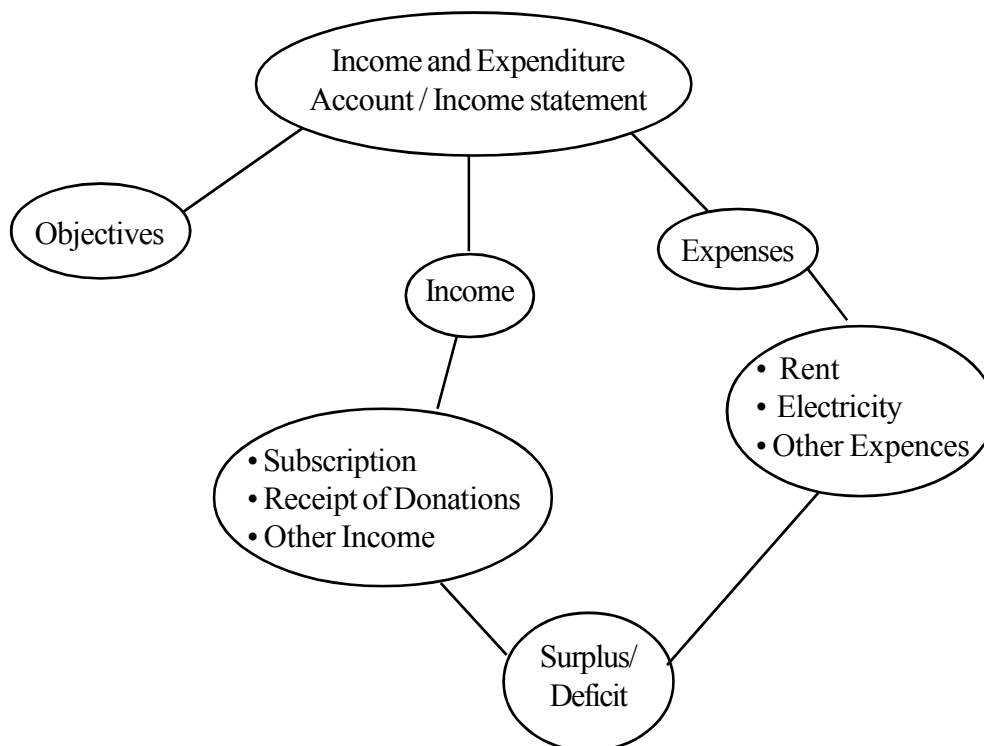 Income and Expenditure
Account / Income statement
Objectives
Income
Expenses
• Subscription
• Receipt of Donations
• Other Income
• Rent
• Electricity
• Other Expences
Surplus/
Deficit